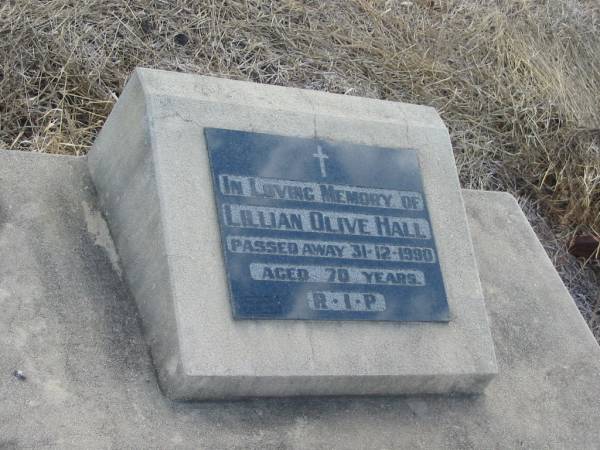 IN LOVING MEMORY OF
LILLIAN OLIVE HALL
PASSED AWAY 31-12-1990
AGED 70 YEARS.
R·I·P